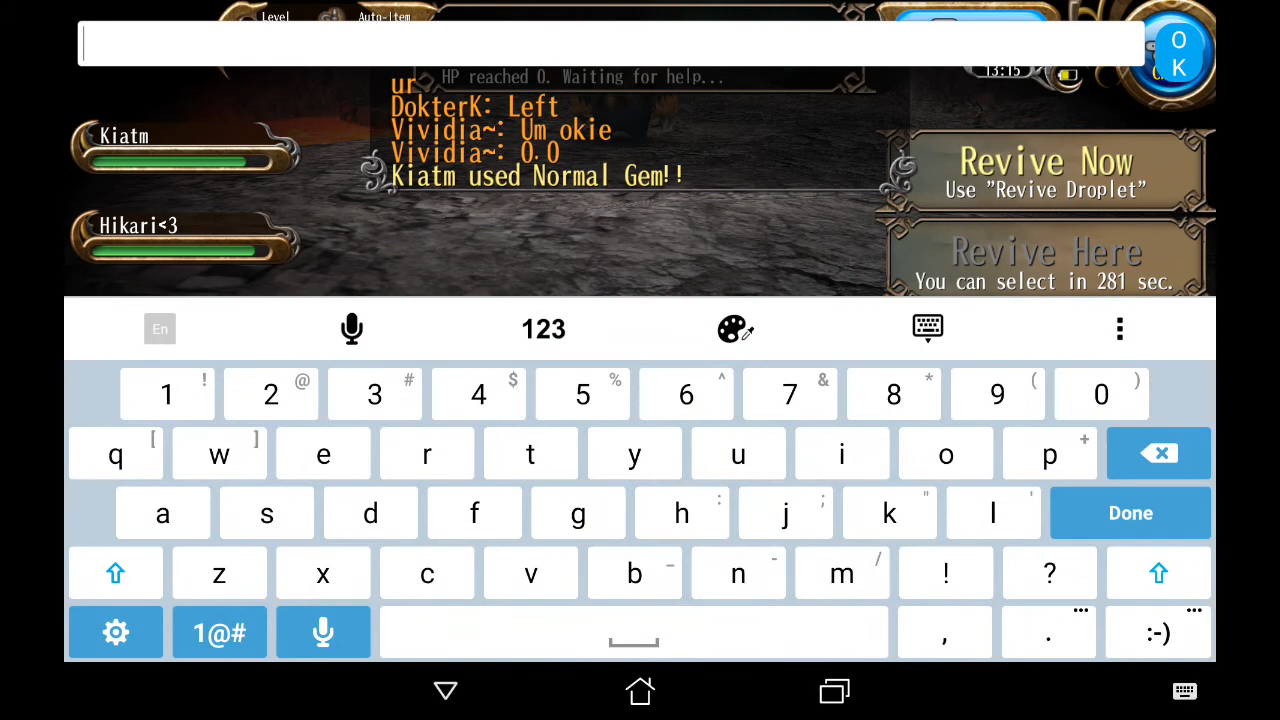 Level
Auto-Item
O
K
HP reached 0. Waiting for help...
13:15
ur
DokterK: Left
Vividia~: Um okie
Vividia~: 0.0
Kiatm used Normal Gem!!
Kiatm
Hikari<3
Revive Now
Use "Revive Droplet"
Revive Here
You can select in 281 sec.
En
123
1 ! 2 @ 3 # 4 $ 5 % 6 ^ 7 & 8 * 9 ( 0 )
q [ w ] e r t y u i o p +
a s d f g h : j ; k " l ' Done
z x c v b _ n - m / ! ?
1@# , . ... :-) ...